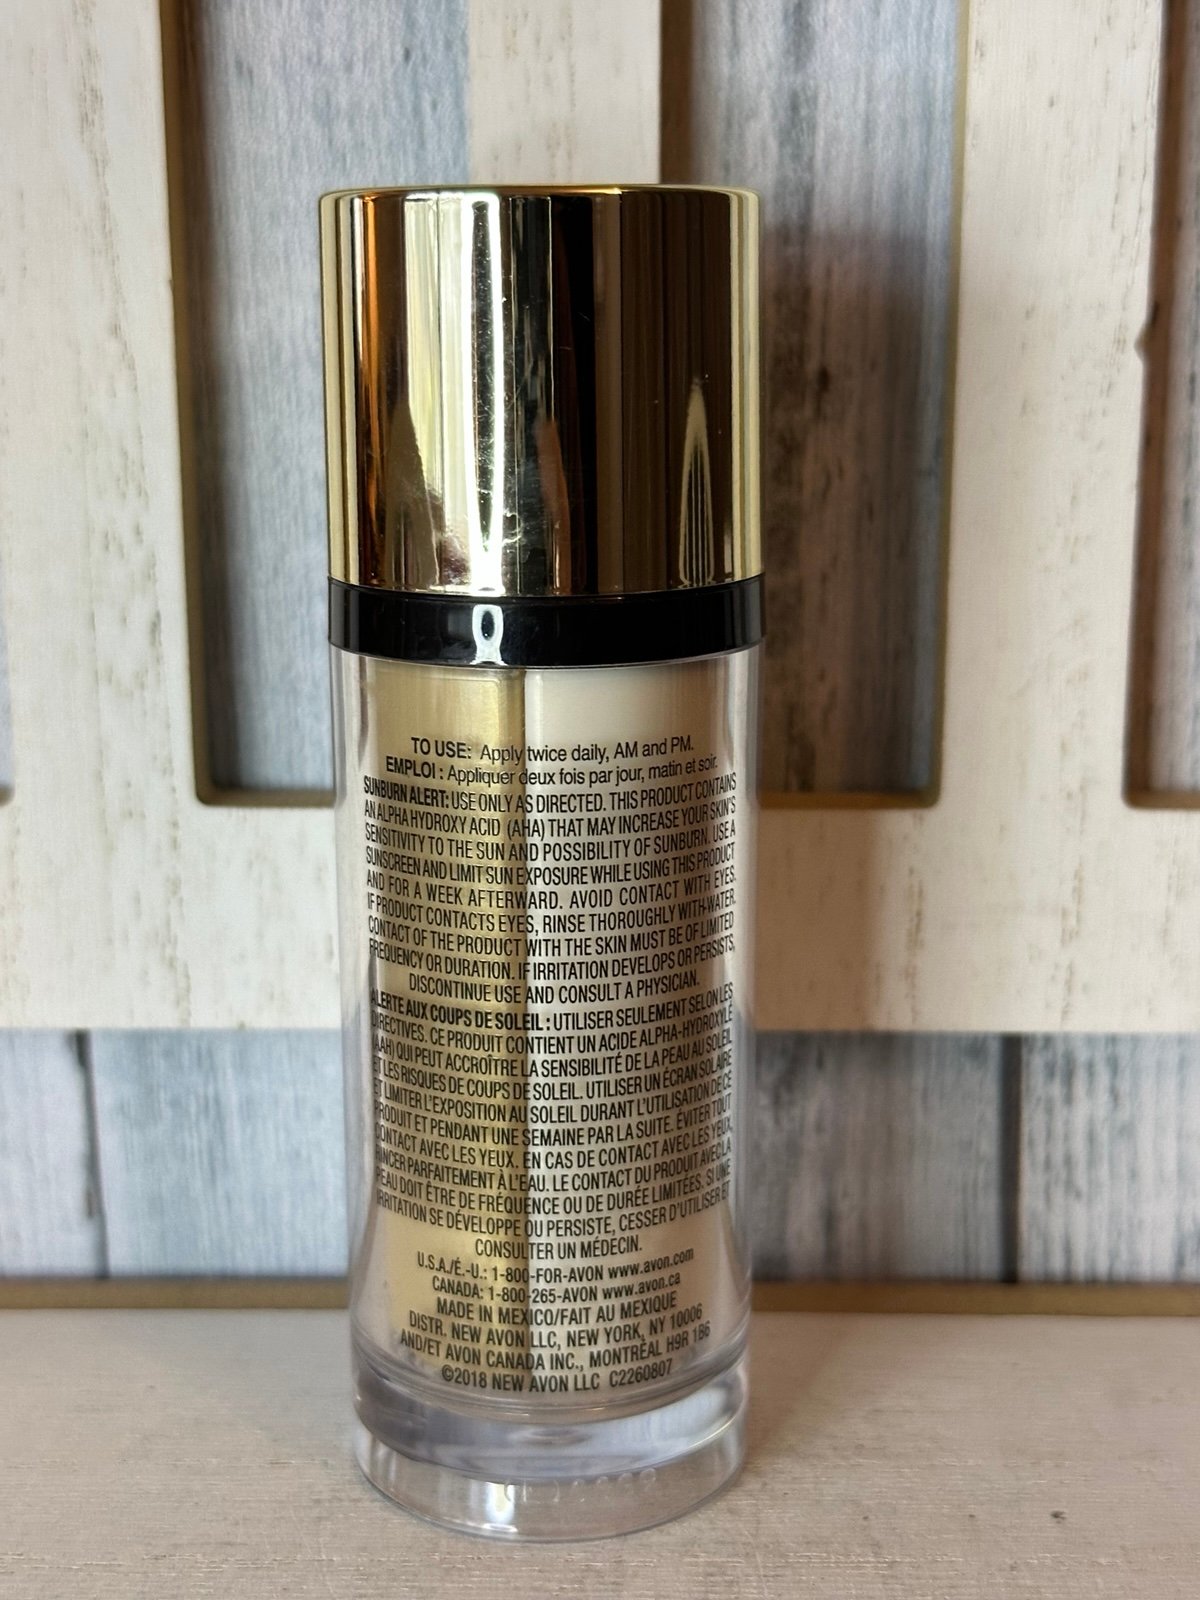 TO USE: Apply twice daily, AM and PM.
EMPLOI : Appliquer deux fois par jour, matin et soir.
SUNBURN ALERT: USE ONLY AS DIRECTED. THIS PRODUCT CONTAINS
AN ALPHA HYDROXY ACID (AHA) THAT MAY INCREASE YOUR SKIN'S
SENSITIVITY TO THE SUN AND POSSIBILITY OF SUNBURN. USE A
SUNSCREEN AND LIMIT SUN EXPOSURE WHILE USING THIS PRODUCT
AND FOR A WEEK AFTERWARD. AVOID CONTACT WITH EYES.
IF PRODUCT CONTACTS EYES, RINSE THOROUGHLY WITH WATER.
CONTACT OF THE PRODUCT WITH THE SKIN MUST BE OF LIMITED
FREQUENCY OR DURATION. IF IRRITATION DEVELOPS OR PERSISTS,
DISCONTINUE USE AND CONSULT A PHYSICIAN.
ALERTE AUX COUPS DE SOLEIL : UTILISER SEULEMENT SELON LES
DIRECTIVES. CE PRODUIT CONTIENT UN ACIDE ALPHA-HYDROXYLÉ
(AAH) QUI PEUT ACCROÎTRE LA SENSIBILITÉ DE LA PEAU AU SOLEIL
ET LES RISQUES DE COUPS DE SOLEIL. UTILISER UN ÉCRAN SOLAIRE
ET LIMITER L'EXPOSITION AU SOLEIL DURANT L'UTILISATION DE CE
PRODUIT ET PENDANT UNE SEMAINE PAR LA SUITE. ÉVITER TOUT
CONTACT AVEC LES YEUX. EN CAS DE CONTACT AVEC LES YEUX,
RINCER PARFAITEMENT À L'EAU. LE CONTACT DU PRODUIT AVEC LA
PEAU DOIT ÊTRE DE FRÉQUENCE OU DE DURÉE LIMITÉES. SI UNE
IRRITATION SE DÉVELOPPE OU PERSISTE, CESSER D'UTILISER ET
CONSULTER UN MÉDECIN.
U.S.A./É.-U.: 1-800-FOR-AVON www.avon.com
CANADA: 1-800-265-AVON www.avon.ca
MADE IN MEXICO/FAIT AU MEXIQUE
DISTR. NEW AVON LLC, NEW YORK, NY 10006
AND/ET AVON CANADA INC., MONTRÉAL H9R 1B6
©2018 NEW AVON LLC C2260807